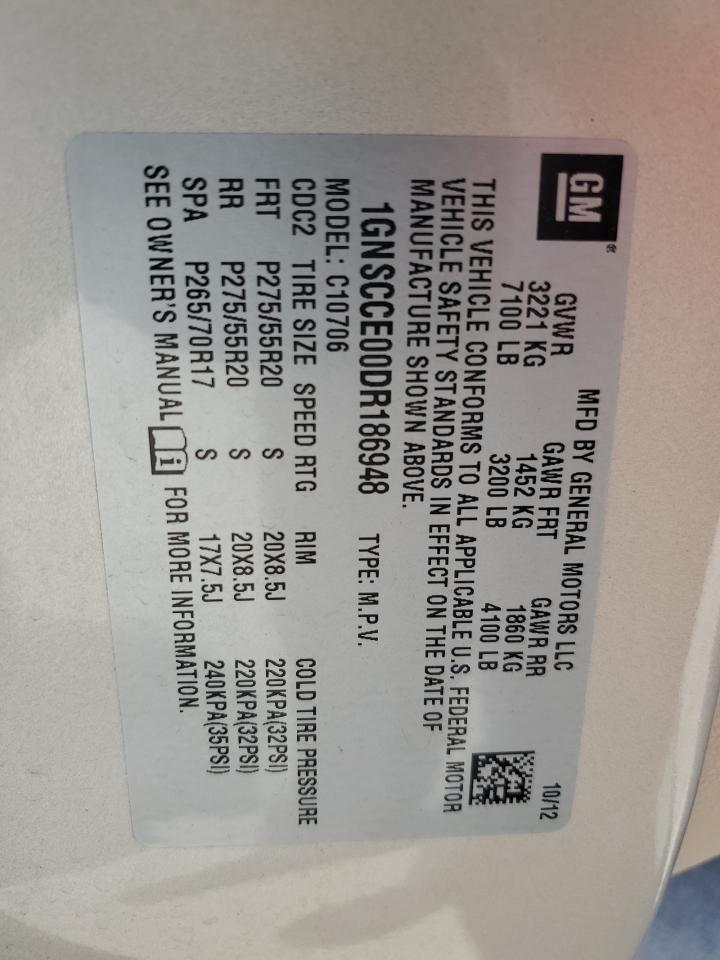 GM®
MFD BY GENERAL MOTORS LLC 10/12
GVWR GAWR FRT GAWR RR
3221 KG 1452 KG 1860 KG
7100 LB 3200 LB 4100 LB
THIS VEHICLE CONFORMS TO ALL APPLICABLE U.S. FEDERAL MOTOR
VEHICLE SAFETY STANDARDS IN EFFECT ON THE DATE OF
MANUFACTURE SHOWN ABOVE.
1GNSCCE00DR186948 TYPE: M.P.V.
MODEL: C10706
CDC2 TIRE SIZE SPEED RTG RIM COLD TIRE PRESSURE
FRT P275/55R20 S 20X8.5J 220KPA(32PSI)
RR P275/55R20 S 20X8.5J 220KPA(32PSI)
SPA P265/70R17 S 17X7.5J 240KPA(35PSI)
SEE OWNER'S MANUAL i FOR MORE INFORMATION.